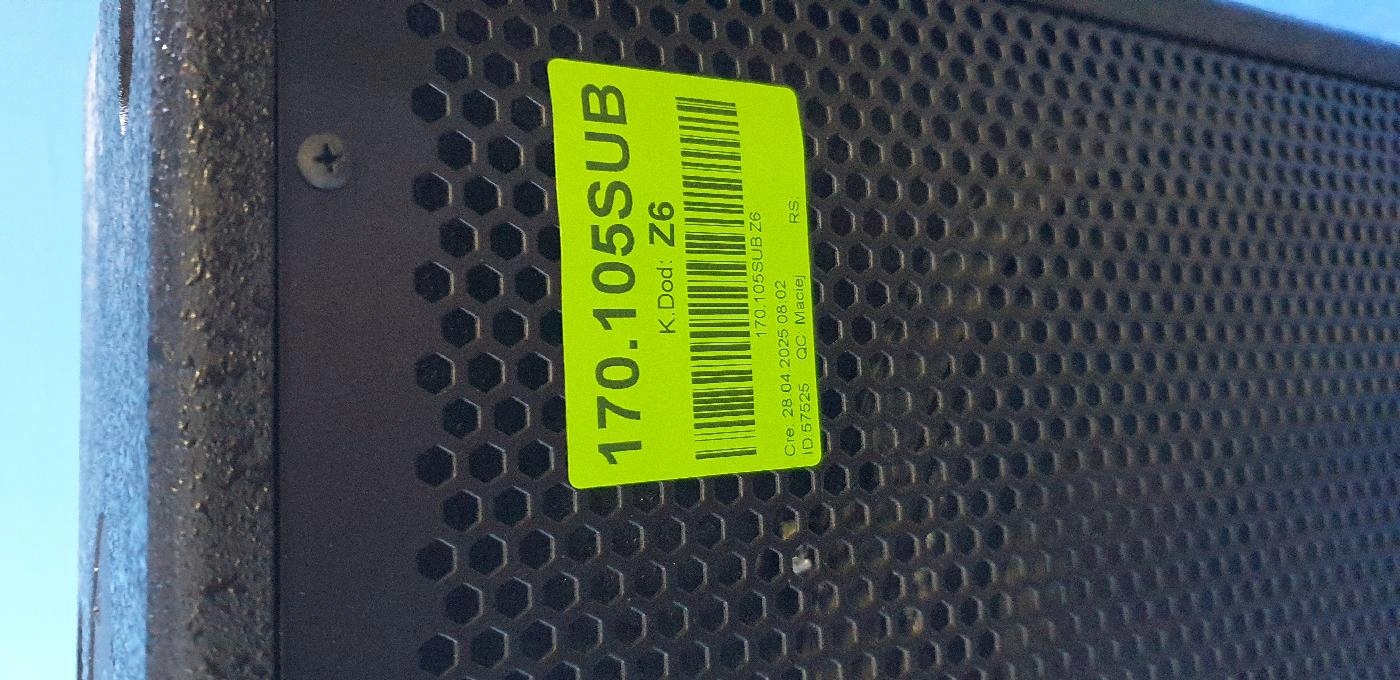 170.105SUB
K.Dod: Z6
170.105SUB Z6
Cre. 28.04.2025 08:02
ID:57525 QC: Maciej RS.